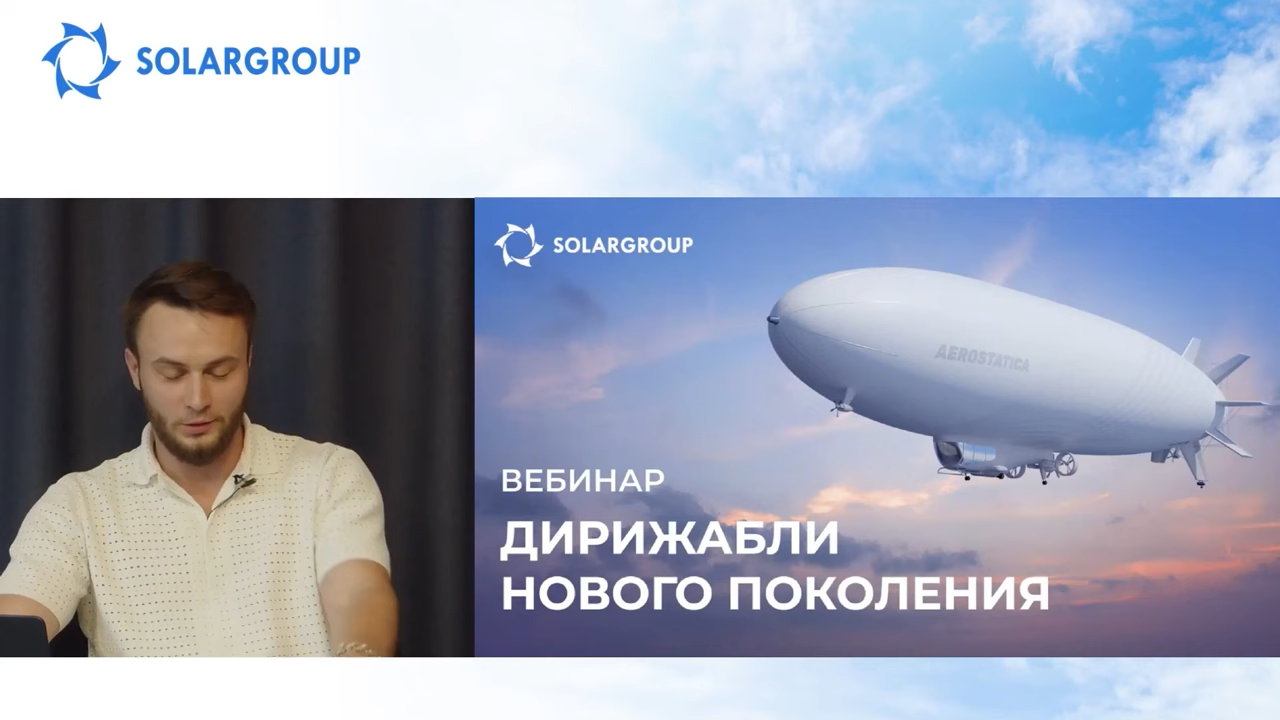 SOLARGROUP
SOLARGROUP
AEROSTATICA
ВЕБИНАР
ДИРИЖАБЛИ
НОВОГО ПОКОЛЕНИЯ